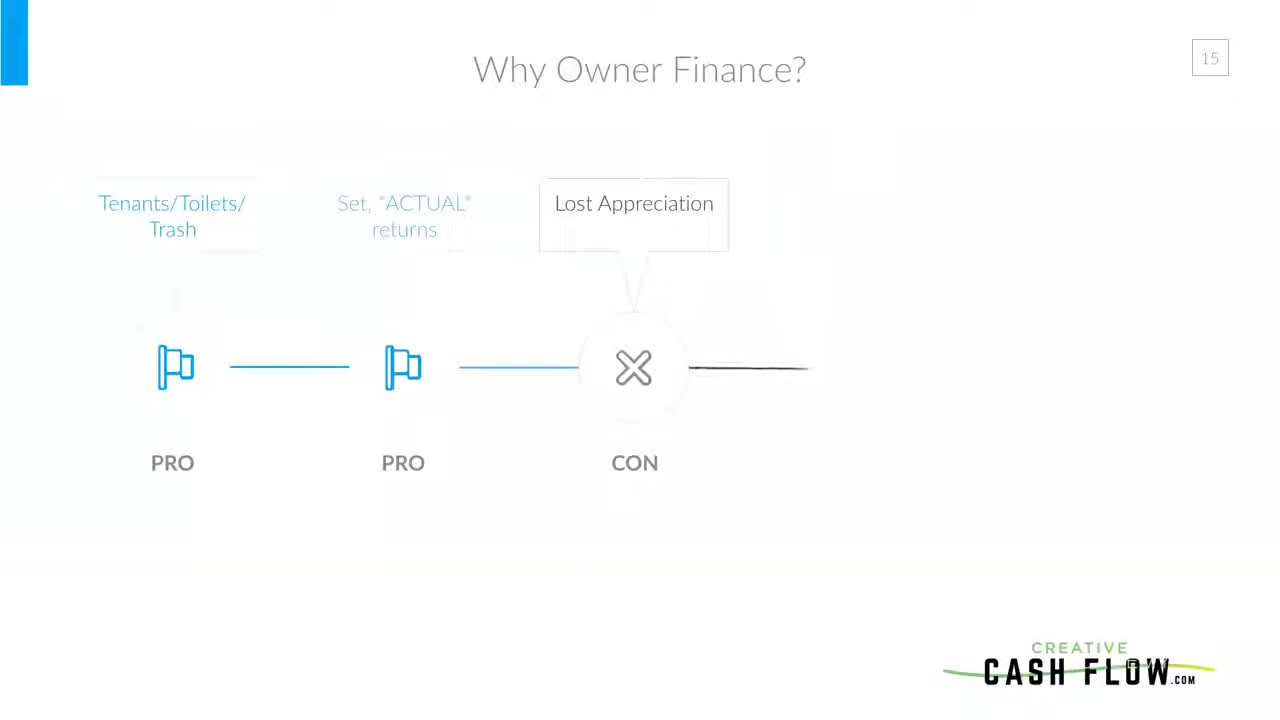 Why Owner Finance?
15
Tenants/Toilets/
Trash
Set, "ACTUAL"
returns
Lost Appreciation
PRO
PRO
CON
CREATIVE
CASH FLOW.COM